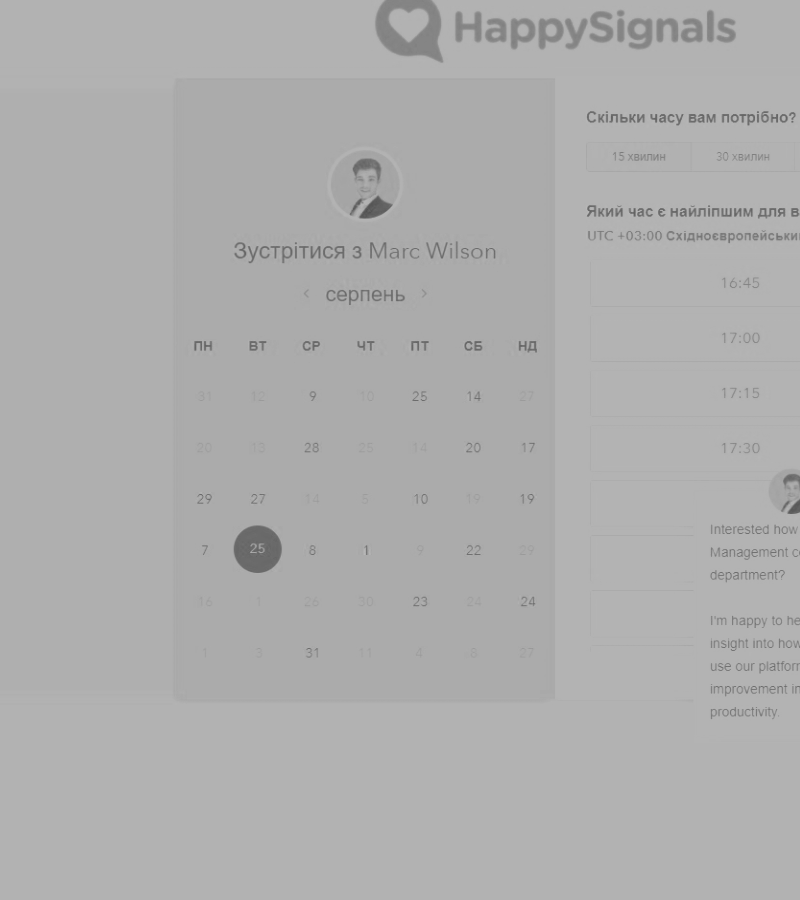 HappySignals
Зустрітися з Marc Wilson
серпень
ПН ВТ СР ЧТ ПТ СБ НД
31 12 9 10 25 14 27
20 15 28 25 14 20 17
29 27 14 5 10 19 19
7 25 8 1 9 22 29
16 1 26 30 23 24 24
1 3 31 11 4 6 27
Скільки часу вам потрібно?
15 хвилин 30 хвилин
Який час є найліпшим для в
UTC +03:00 Східноєвропейськи
16:45
17:00
17:15
17:30
Interested how
Management co
department?
I'm happy to he
insight into how
use our platfor
improvement in
productivity.